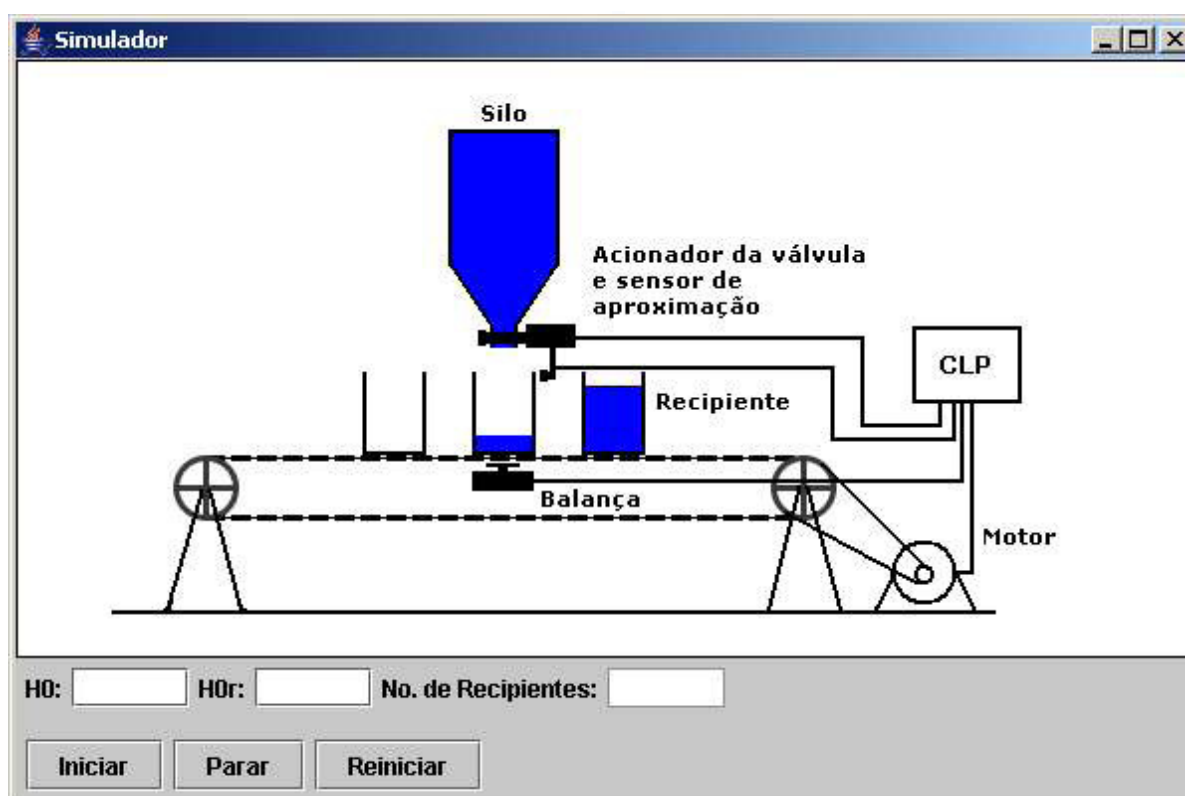 Simulador
Silo
Acionador da válvula
e sensor de
aproximação
CLP
Recipiente
Balança
Motor
H0:
H0r:
No. de Recipientes:
Iniciar
Parar
Reiniciar